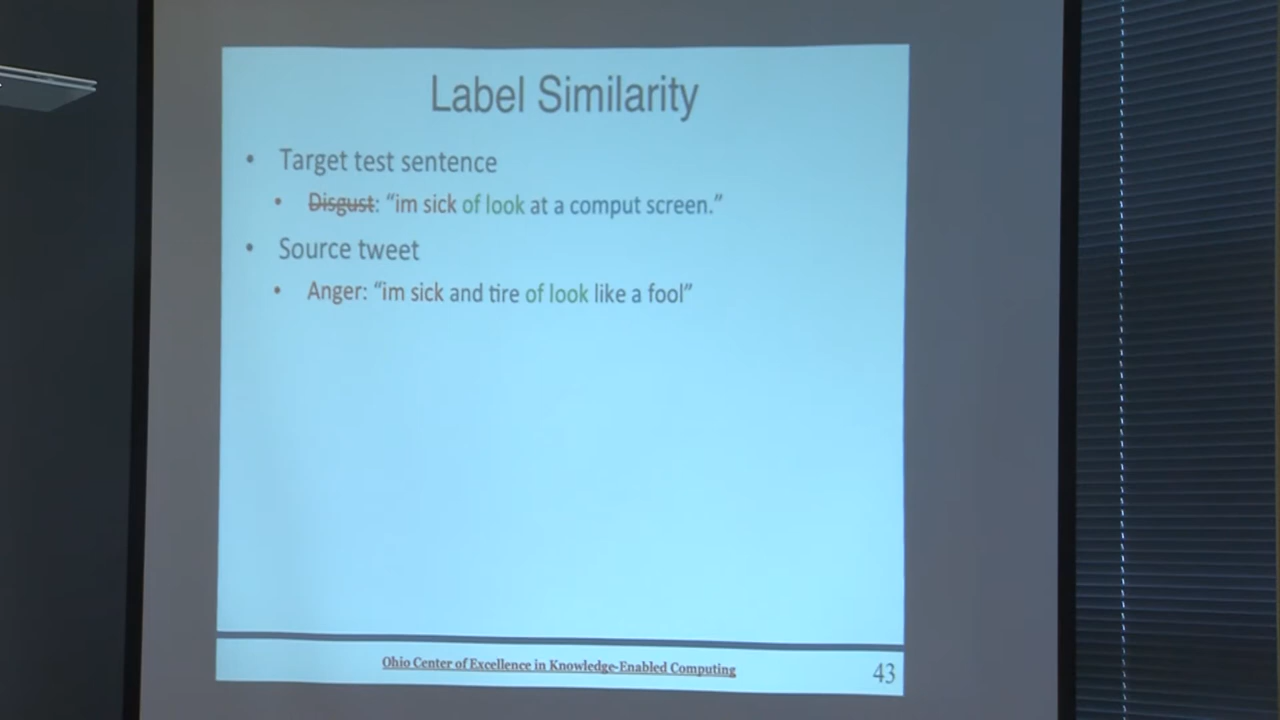 Label Similarity
• Target test sentence
• Disgust: “im sick of look at a comput screen.”
• Source tweet
• Anger: “im sick and tire of look like a fool”
Ohio Center of Excellence in Knowledge-Enabled Computing
43